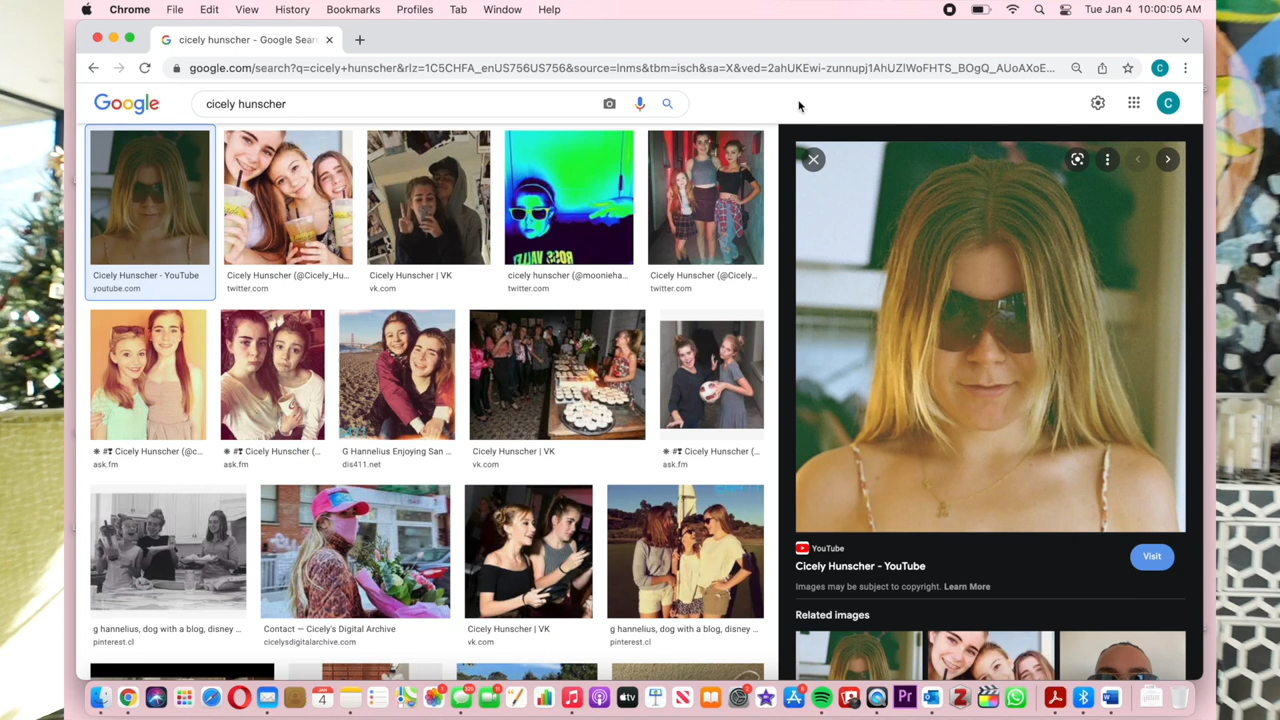 Chrome File Edit View History Bookmarks Profiles Tab Window Help
Tue Jan 4 10:00:05 AM
cicely hunscher - Google Sear
google.com/search?q=cicely+hunscher&rlz=1C5CHFA_enUS756US756&source=lnms&tbm=isch&sa=X&ved=2ahUKEwi-zunnupj1AhUZlWoFHTS_BOgQ_AUoAXoE...
C
Google
cicely hunscher
C
BOSS VALLEY
Cicely Hunscher - YouTube
youtube.com
Cicely Hunscher (@Cicely_Hu...
twitter.com
Cicely Hunscher | VK
vk.com
cicely hunscher (@moonieha...
twitter.com
Cicely Hunscher (@Cicely...
twitter.com
Cicely Hunscher (@c...
ask.fm
Cicely Hunscher (...
ask.fm
G Hannelius Enjoying San ...
dis411.net
Cicely Hunscher | VK
vk.com
Cicely Hunscher (...
ask.fm
g hannelius, dog with a blog, disney ...
pinterest.cl
Contact — Cicely's Digital Archive
cicelysdigitalarchive.com
Cicely Hunscher | VK
vk.com
g hannelius, dog with a blog, disney ...
pinterest.cl
YouTube
Cicely Hunscher - YouTube
Visit
Images may be subject to copyright. Learn More
Related images
JAN
4